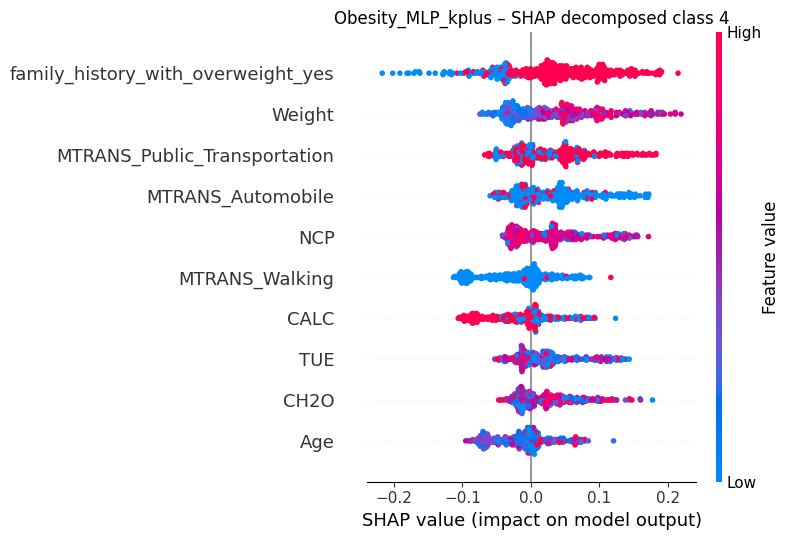 Obesity_MLP_kplus – SHAP decomposed class 4
High
family_history_with_overweight_yes
Weight
MTRANS_Public_Transportation
MTRANS_Automobile
NCP
MTRANS_Walking
CALC
TUE
CH2O
Age
Feature value
Low
−0.2 −0.1 0.0 0.1 0.2
SHAP value (impact on model output)